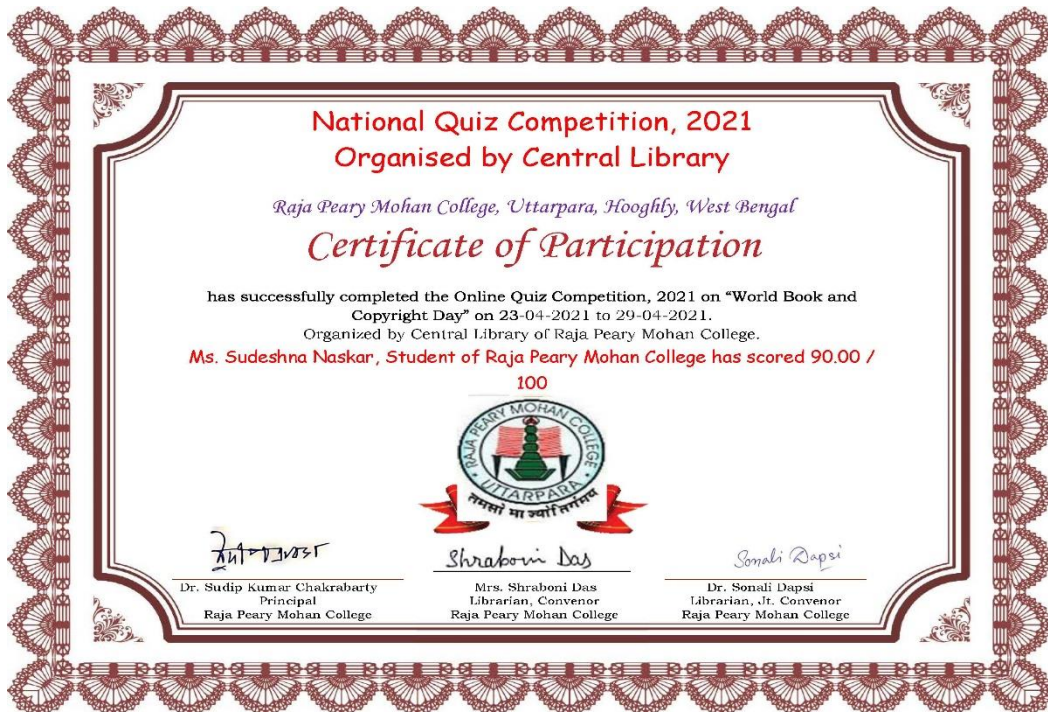 National Quiz Competition, 2021
Organised by Central Library
Raja Peary Mohan College, Uttarpara, Hooghly, West Bengal
Certificate of Participation
has successfully completed the Online Quiz Competition, 2021 on "World Book and
Copyright Day" on 23-04-2021 to 29-04-2021.
Organized by Central Library of Raja Peary Mohan College.
Ms. Sudeshna Naskar, Student of Raja Peary Mohan College has scored 90.00 /
100
RAJA PEARY MOHAN COLLEGE
UTTARPARA
तमसो मा ज्योतिर्गमय
Shraboni Das
Sonali Dapsi
Dr. Sudip Kumar Chakrabarty
Principal
Raja Peary Mohan College
Mrs. Shraboni Das
Librarian, Convenor
Raja Peary Mohan College
Dr. Sonali Dapsi
Librarian, Jt. Convenor
Raja Peary Mohan College